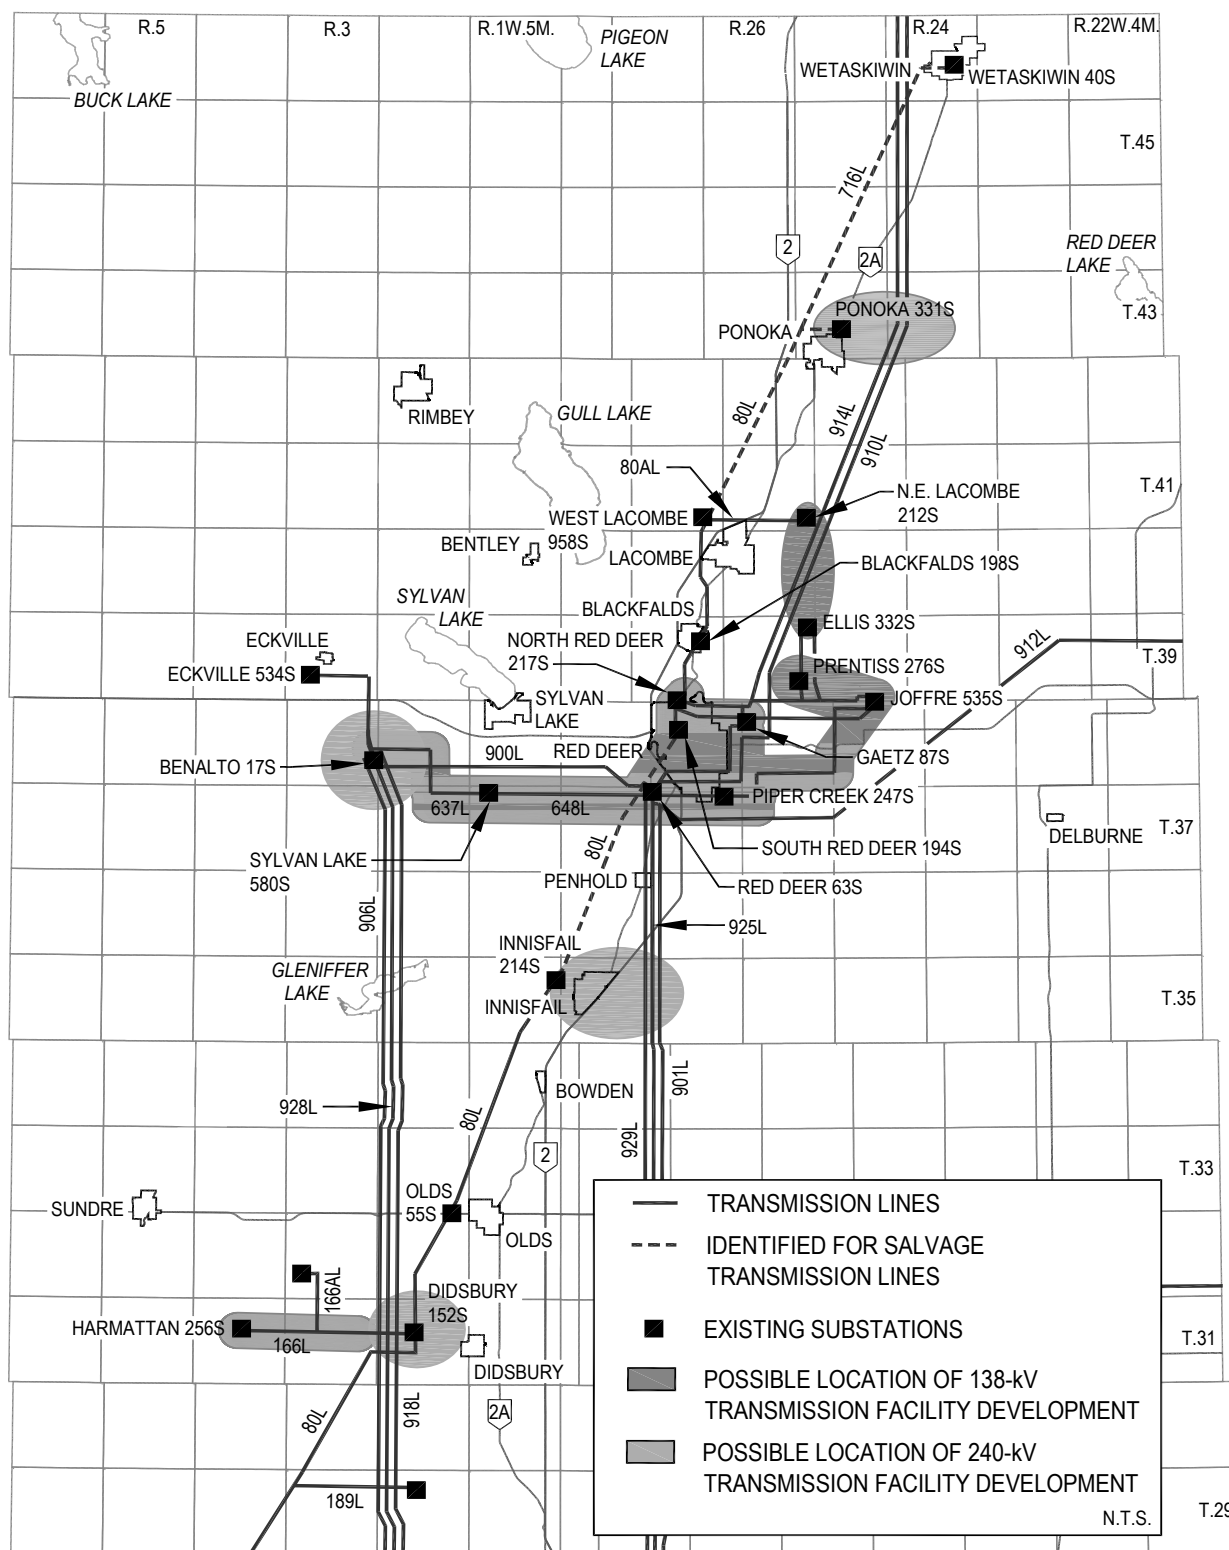 R.5
R.3
R.1W.5M.
R.26
R.24
R.22W.4M.
PIGEON
LAKE
BUCK LAKE
WETASKIWIN
WETASKIWIN 40S
T.45
716L
2
2A
RED DEER
LAKE
T.43
PONOKA 331S
PONOKA
RIMBEY
GULL LAKE
80L
914L
910L
80AL
N.E. LACOMBE
212S
T.41
WEST LACOMBE
958S
BENTLEY
LACOMBE
BLACKFALDS 198S
SYLVAN
LAKE
BLACKFALDS
ELLIS 332S
NORTH RED DEER
217S
ECKVILLE
ECKVILLE 534S
912L
T.39
PRENTISS 276S
SYLVAN
LAKE
JOFFRE 535S
900L
RED DEER
GAETZ 87S
BENALTO 17S
637L
648L
PIPER CREEK 247S
DELBURNE
T.37
80L
SOUTH RED DEER 194S
SYLVAN LAKE
580S
PENHOLD
RED DEER 63S
906L
925L
INNISFAIL
214S
GLENIFFER
LAKE
INNISFAIL
T.35
901L
BOWDEN
928L
80L
929L
2
T.33
SUNDRE
OLDS
55S
OLDS
166AL
DIDSBURY
152S
HARMATTAN 256S
166L
DIDSBURY
T.31
80L
918L
2A
189L
T.29
TRANSMISSION LINES
IDENTIFIED FOR SALVAGE
TRANSMISSION LINES
EXISTING SUBSTATIONS
POSSIBLE LOCATION OF 138-kV
TRANSMISSION FACILITY DEVELOPMENT
POSSIBLE LOCATION OF 240-kV
TRANSMISSION FACILITY DEVELOPMENT
N.T.S.